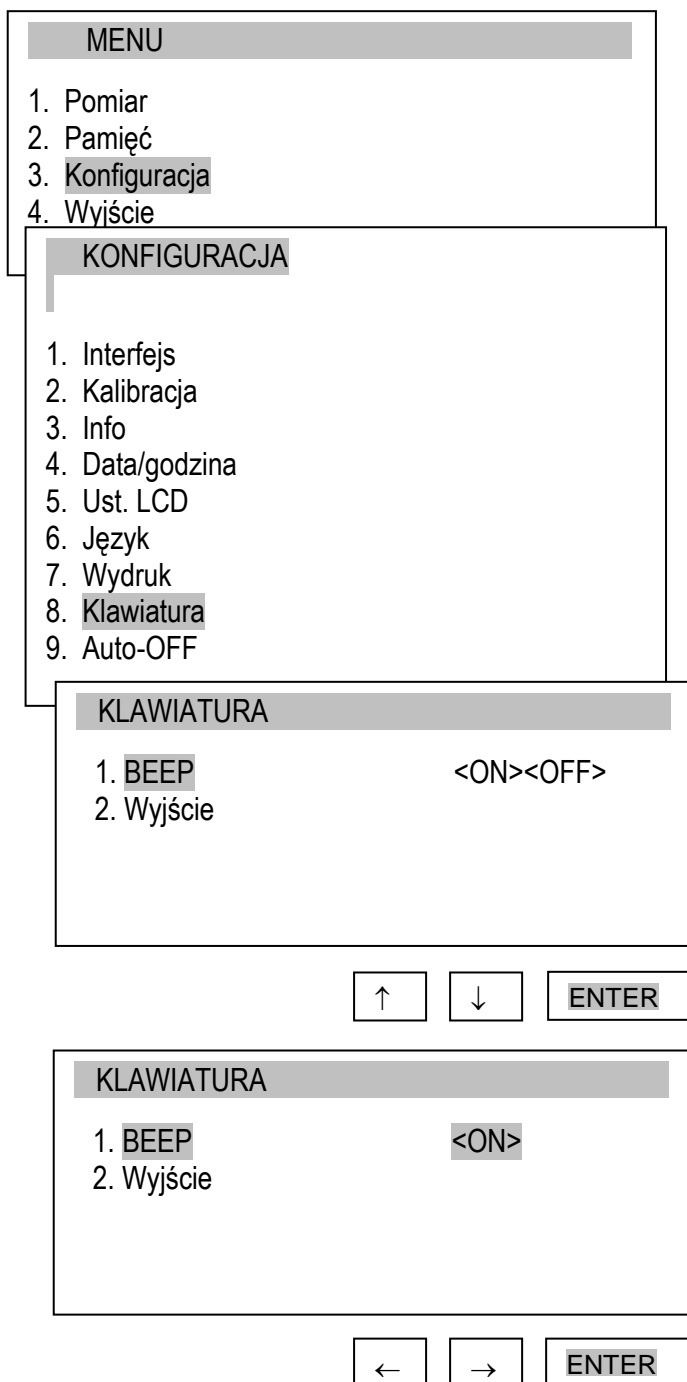 MENU
1. Pomiar
2. Pamięć
3. Konfiguracja
4. Wyjście
KONFIGURACJA
1. Interfejs
2. Kalibracja
3. Info
4. Data/godzina
5. Ust. LCD
6. Język
7. Wydruk
8. Klawiatura
9. Auto-OFF
KLAWIATURA
1. BEEP <ON><OFF>
2. Wyjście
↑ ↓ ENTER
KLAWIATURA
1. BEEP <ON>
2. Wyjście
← → ENTER